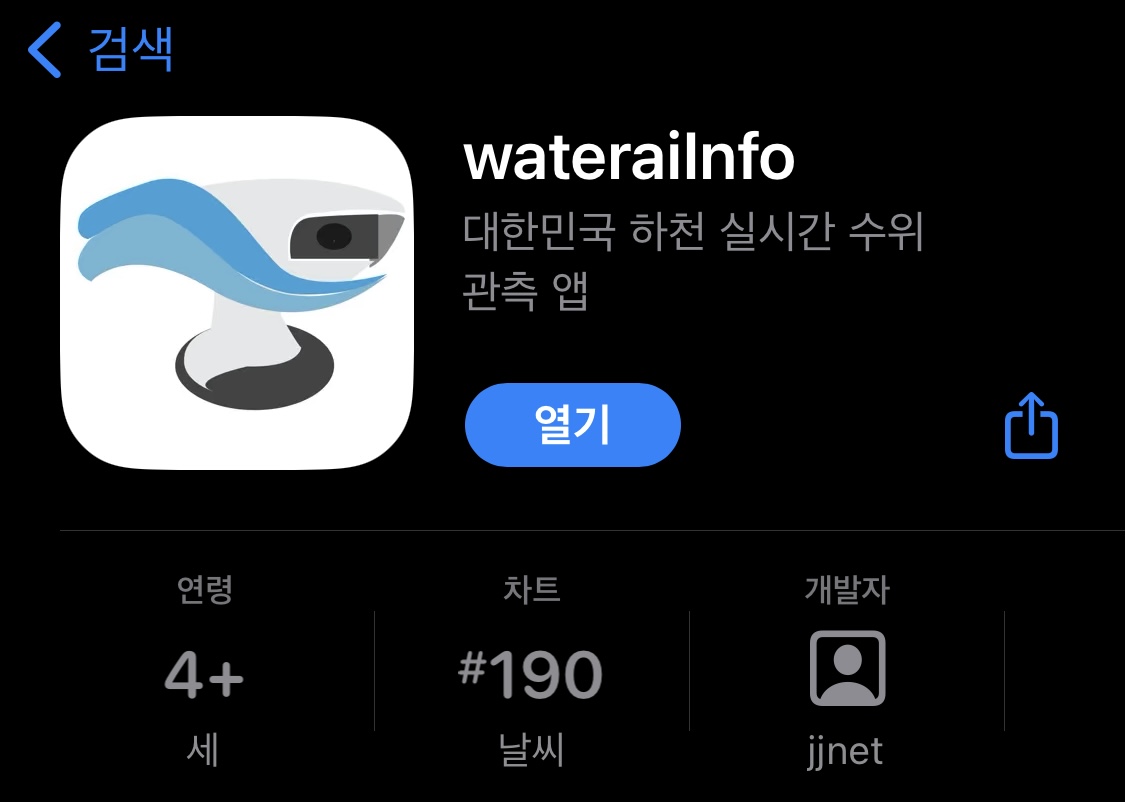 검색
waterailnfo
대한민국 하천 실시간 수위
관측 앱
열기
연령
차트
개발자
4+
#190
세
날씨
jjnet